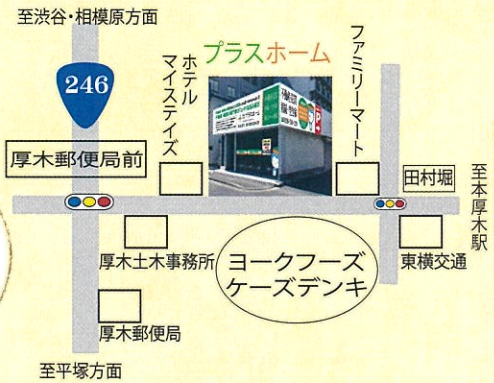 至渋谷・相模原方面
246
ホテル
マイステイズ
プラスホーム
ファミリーマート
厚木郵便局前
田村堀
至本厚木駅
厚木土木事務所
ヨークフーズ
ケーズデンキ
東横交通
厚木郵便局
至平塚方面